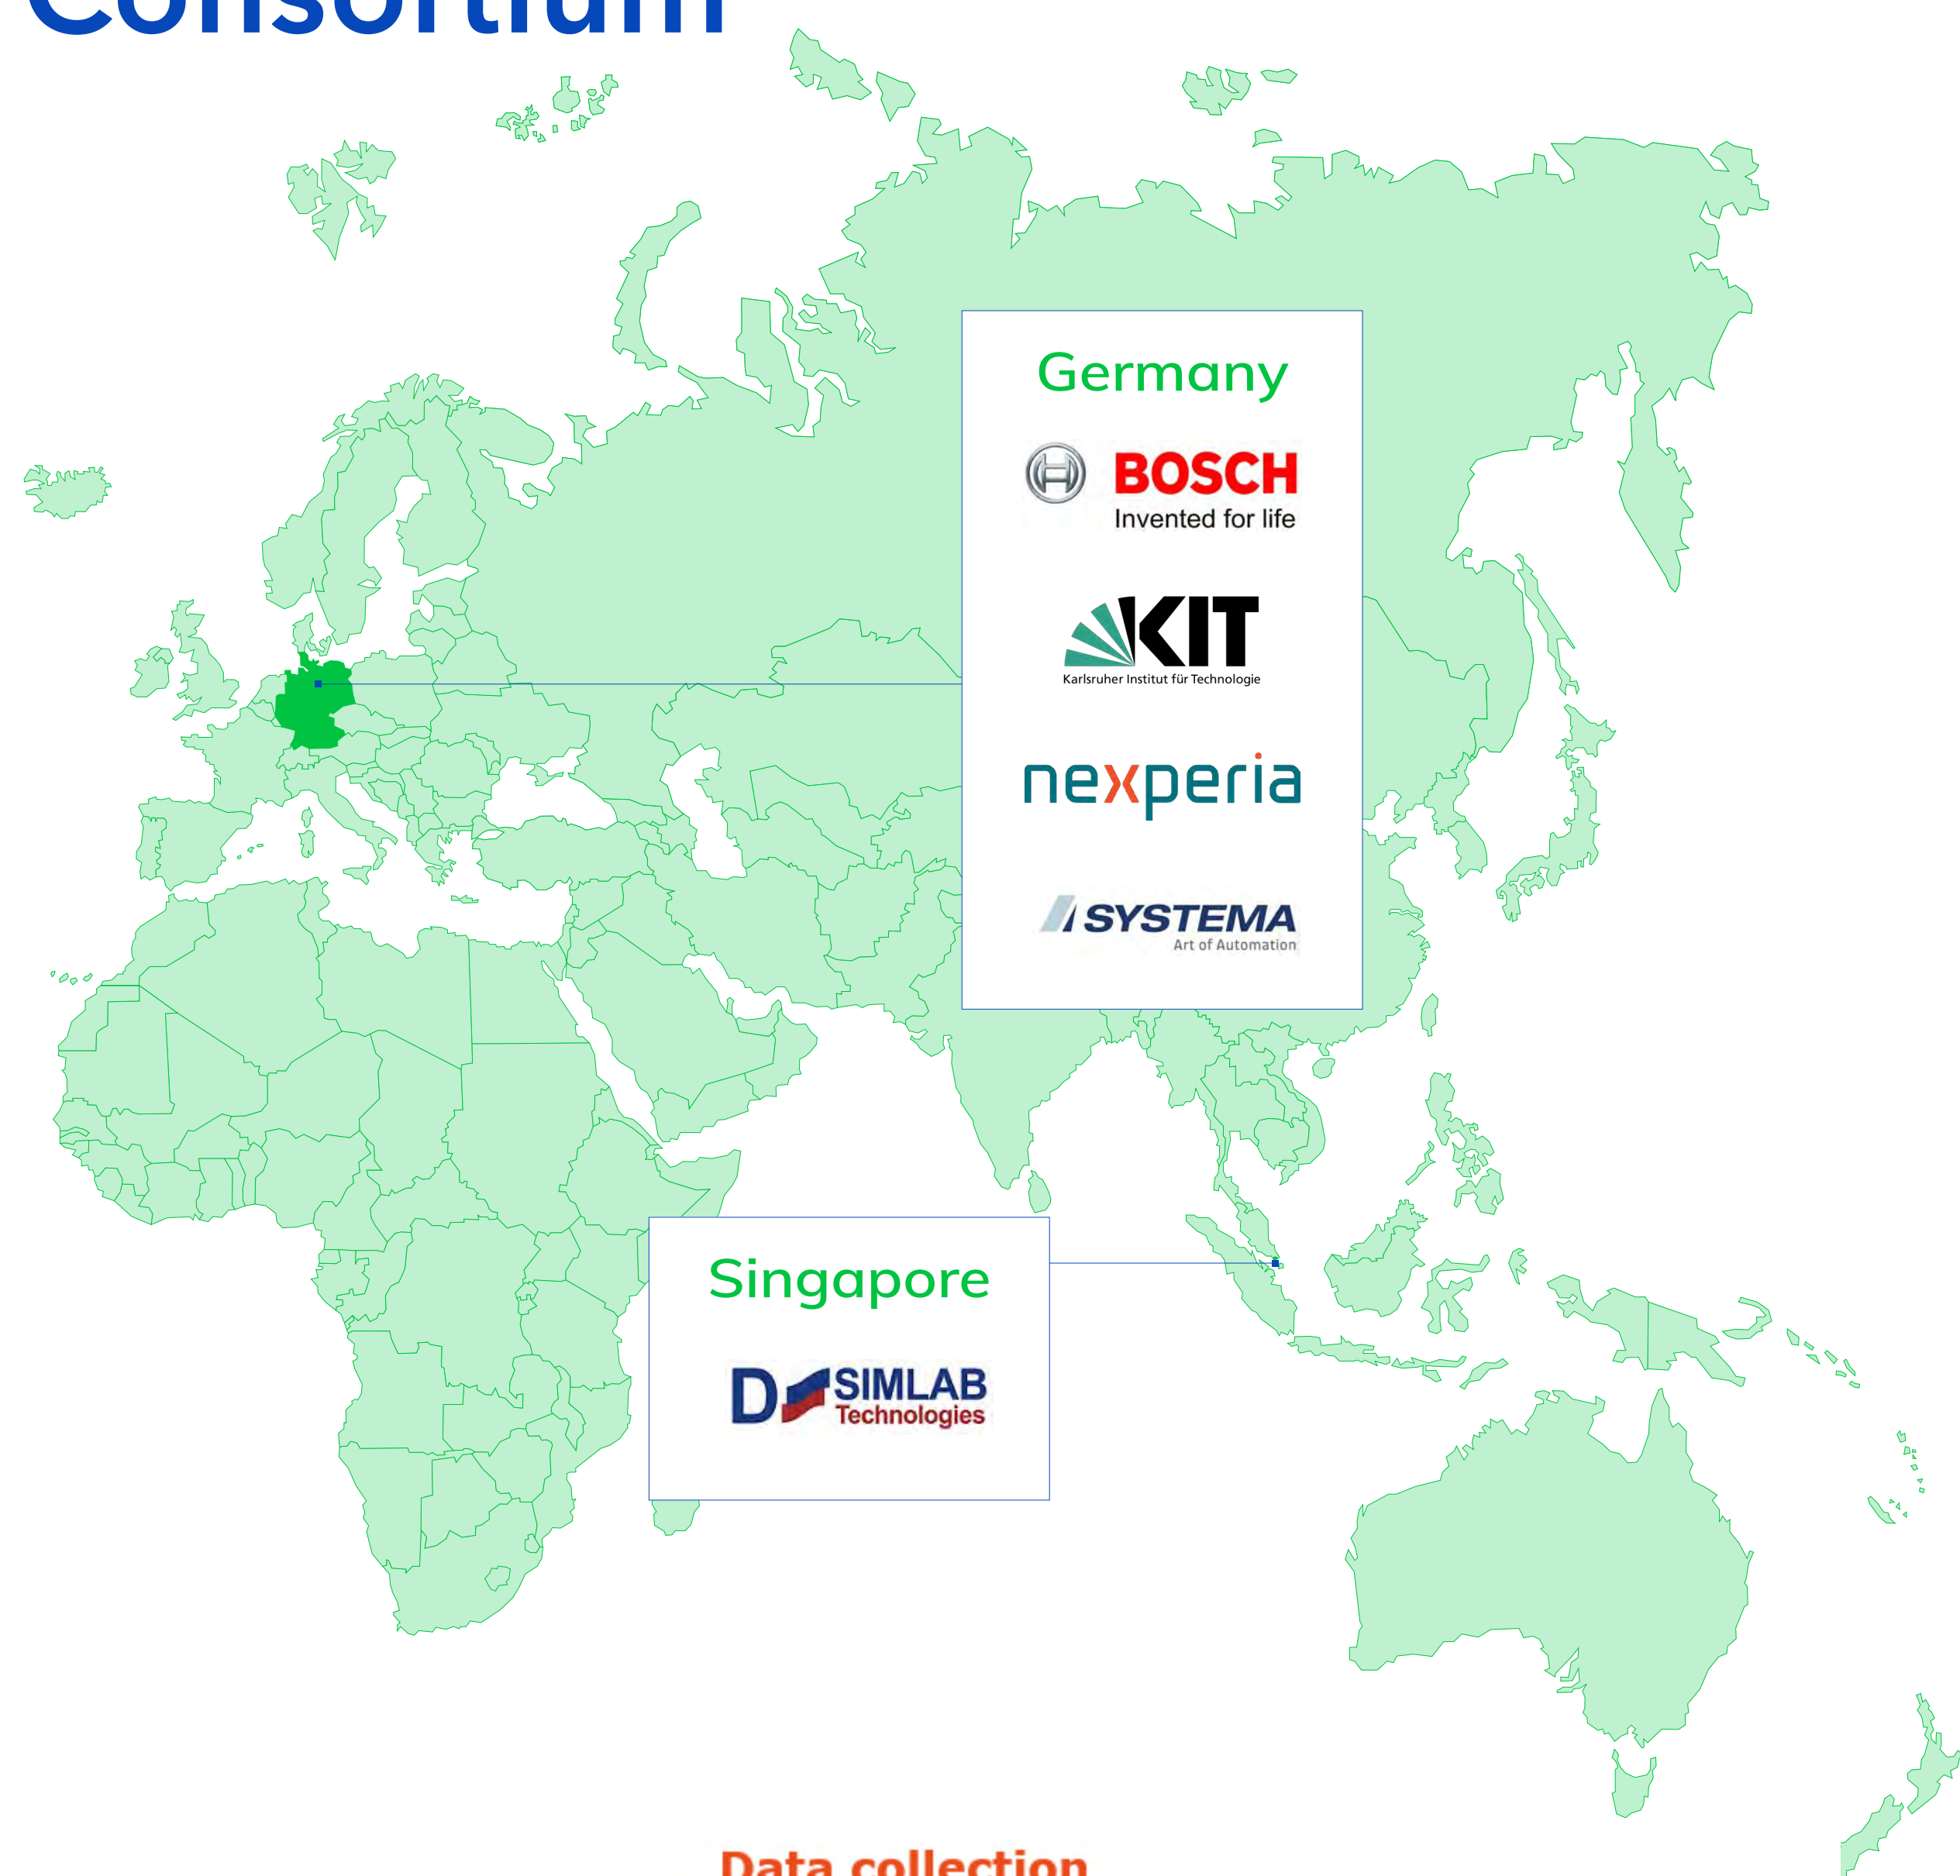 Consortium
Germany
BOSCH
Invented for life
KIT
Karlsruher Institut für Technologie
nexperia
SYSTEMA
Art of Automation
Singapore
D SIMLAB
Technologies
Data collection